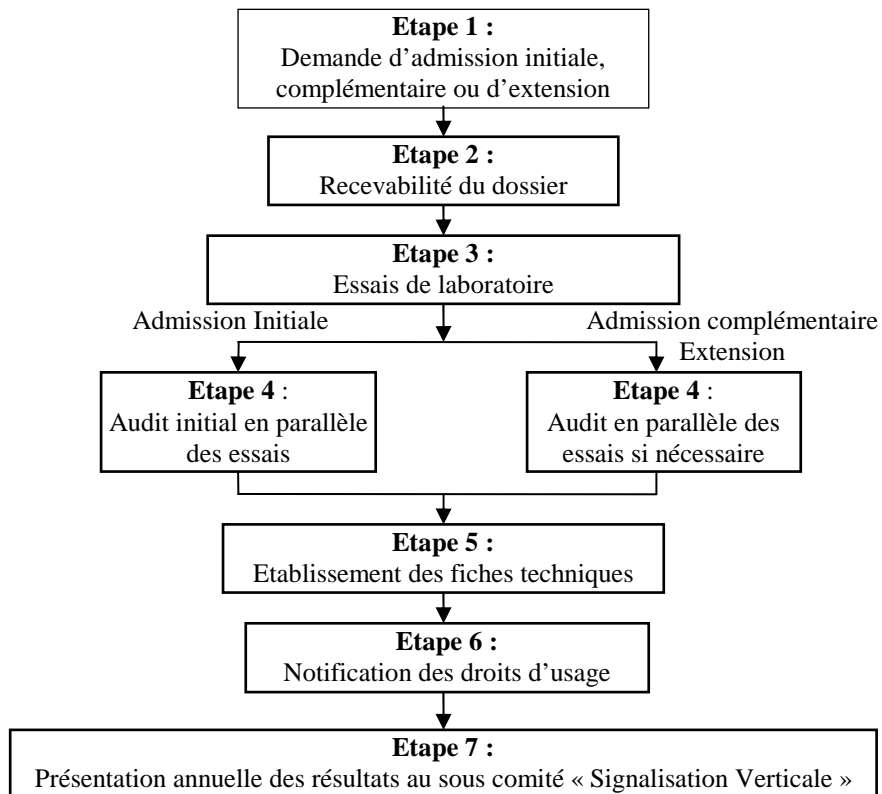 Etape 1 :
Demande d’admission initiale,
complémentaire ou d’extension
Etape 2 :
Recevabilité du dossier
Etape 3 :
Essais de laboratoire
Admission Initiale
Admission complémentaire
Extension
Etape 4 :
Audit initial en parallèle
des essais
Etape 4 :
Audit en parallèle des
essais si nécessaire
Etape 5 :
Etablissement des fiches techniques
Etape 6 :
Notification des droits d’usage
Etape 7 :
Présentation annuelle des résultats au sous comité « Signalisation Verticale »